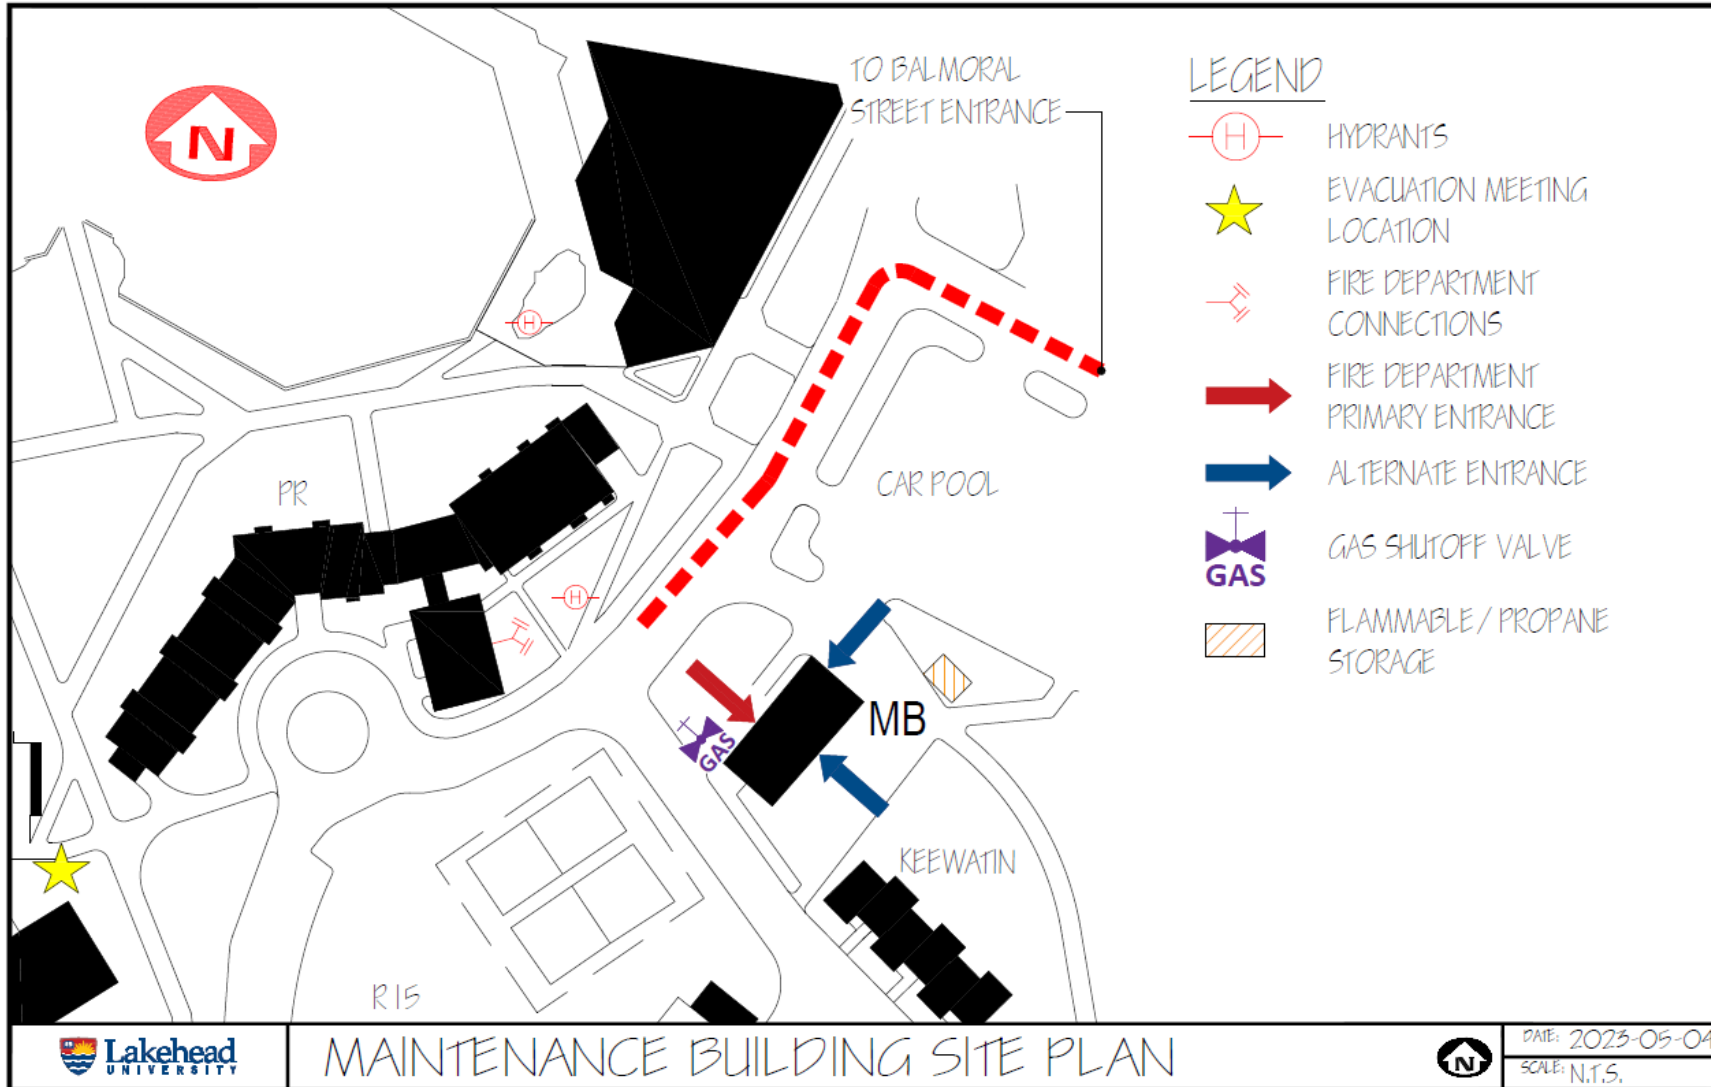 N
TO BALMORAL
STREET ENTRANCE
LEGEND
H
HYDRANTS
EVACUATION MEETING
LOCATION
FIRE DEPARTMENT
CONNECTIONS
FIRE DEPARTMENT
PRIMARY ENTRANCE
ALTERNATE ENTRANCE
GAS SHUTOFF VALVE
GAS
FLAMMABLE / PROPANE
STORAGE
H
PR
CAR POOL
H
MB
GAS
KEEWATIN
R15
Lakehead
UNIVERSITY
MAINTENANCE BUILDING SITE PLAN
N
DATE: 2023-05-04
SCALE: N.T.S.